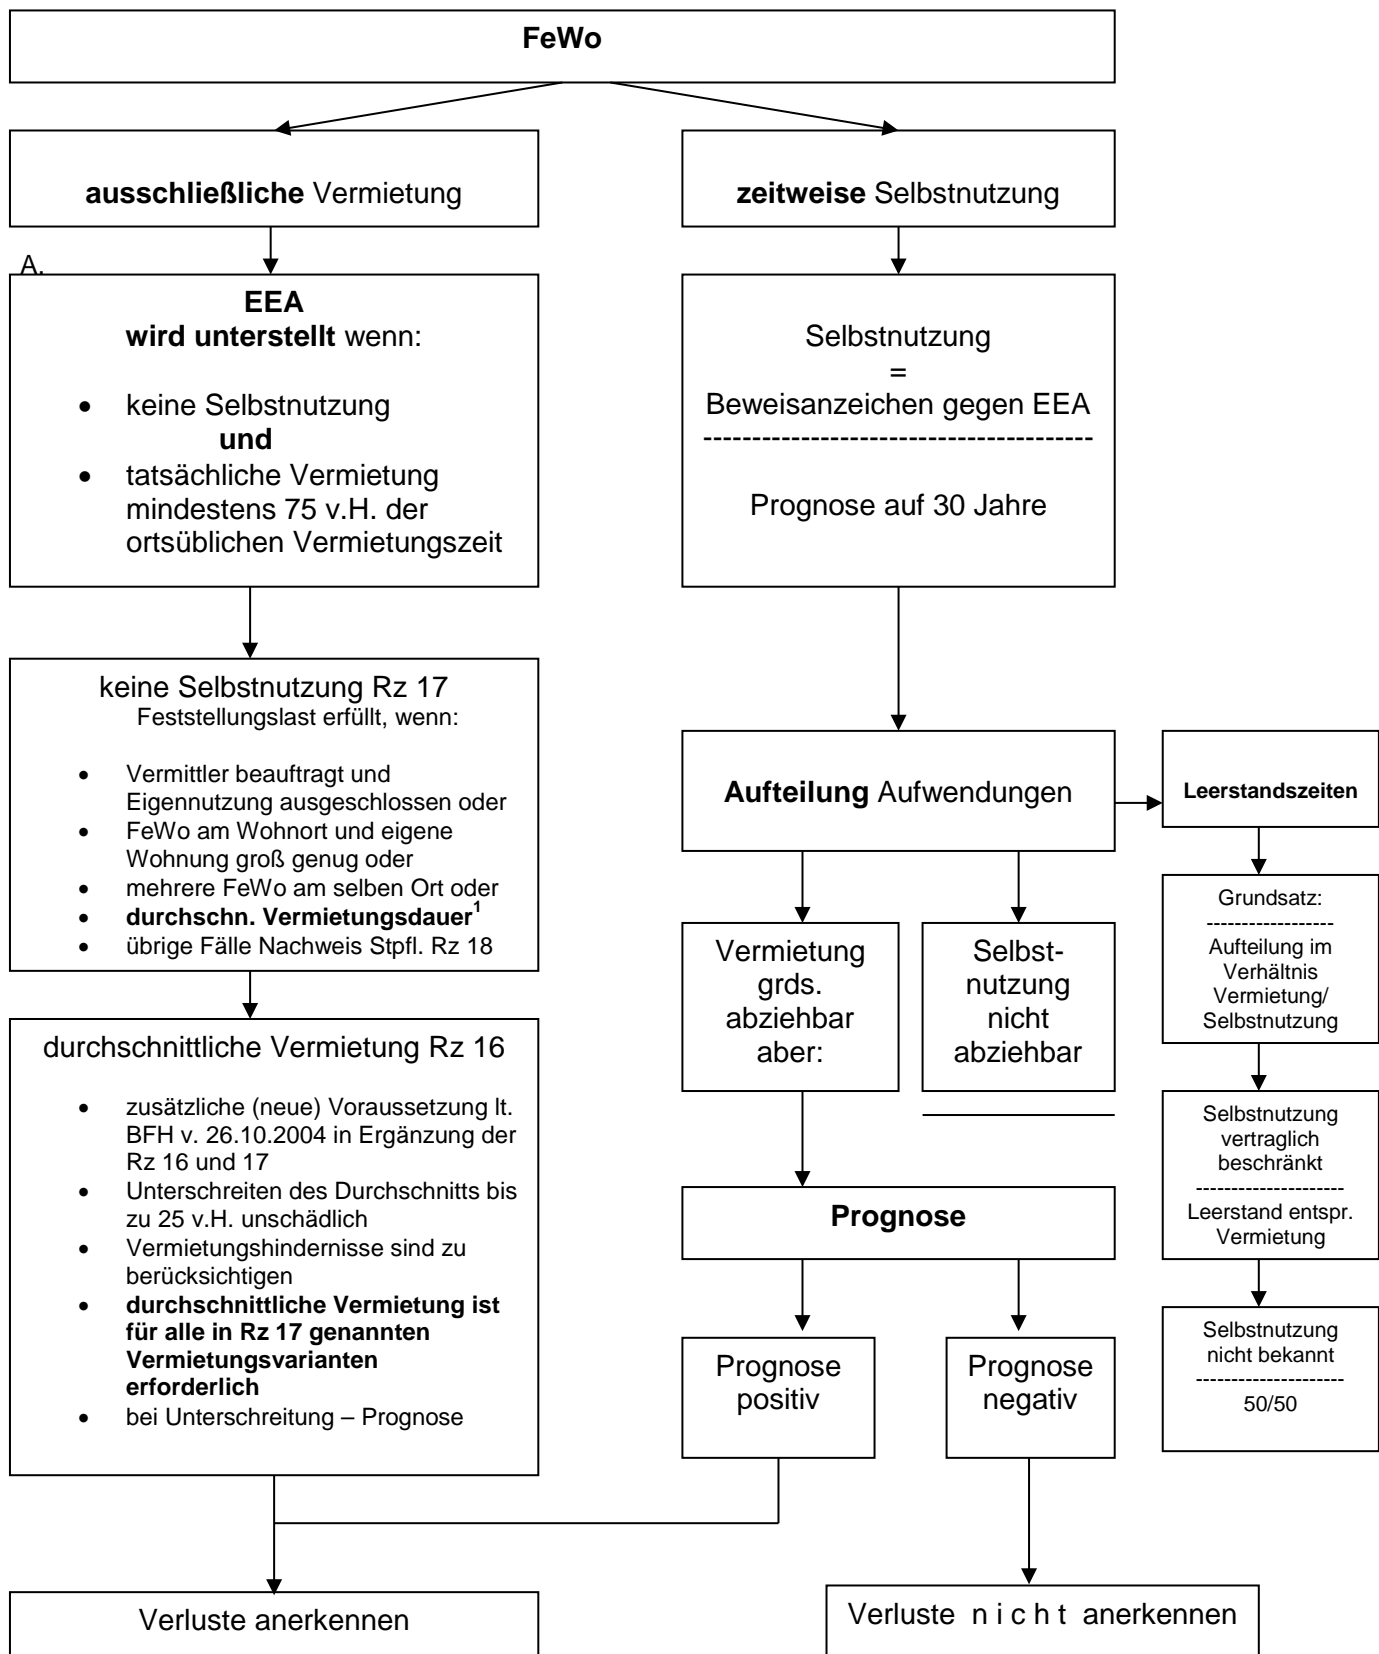 FeWo
ausschließliche Vermietung
zeitweise Selbstnutzung
A.
EEA
wird unterstellt wenn:
• keine Selbstnutzung
und
• tatsächliche Vermietung
mindestens 75 v.H. der
ortsüblichen Vermietungszeit
Selbstnutzung
=
Beweisanzeichen gegen EEA
----------------------------------------
Prognose auf 30 Jahre
keine Selbstnutzung Rz 17
Feststellungslast erfüllt, wenn:
• Vermittler beauftragt und
Eigennutzung ausgeschlossen oder
• FeWo am Wohnort und eigene
Wohnung groß genug oder
• mehrere FeWo am selben Ort oder
• durchschn. Vermietungsdauer¹
• übrige Fälle Nachweis Stpfl. Rz 18
durchschnittliche Vermietung Rz 16
• zusätzliche (neue) Voraussetzung lt.
BFH v. 26.10.2004 in Ergänzung der
Rz 16 und 17
• Unterschreiten des Durchschnitts bis
zu 25 v.H. unschädlich
• Vermietungshindernisse sind zu
berücksichtigen
• durchschnittliche Vermietung ist
für alle in Rz 17 genannten
Vermietungsvarianten
erforderlich
• bei Unterschreitung – Prognose
Aufteilung Aufwendungen
Leerstandszeiten
Vermietung
grds.
abziehbar
aber:
Selbst-
nutzung
nicht
abziehbar
Grundsatz:
------------------
Aufteilung im
Verhältnis
Vermietung/
Selbstnutzung
Selbstnutzung
vertraglich
beschränkt
----------------------
Leerstand entspr.
Vermietung
Selbstnutzung
nicht bekannt
----------------------
50/50
Prognose
Prognose
positiv
Prognose
negativ
Verluste anerkennen
Verluste n i c h t anerkennen